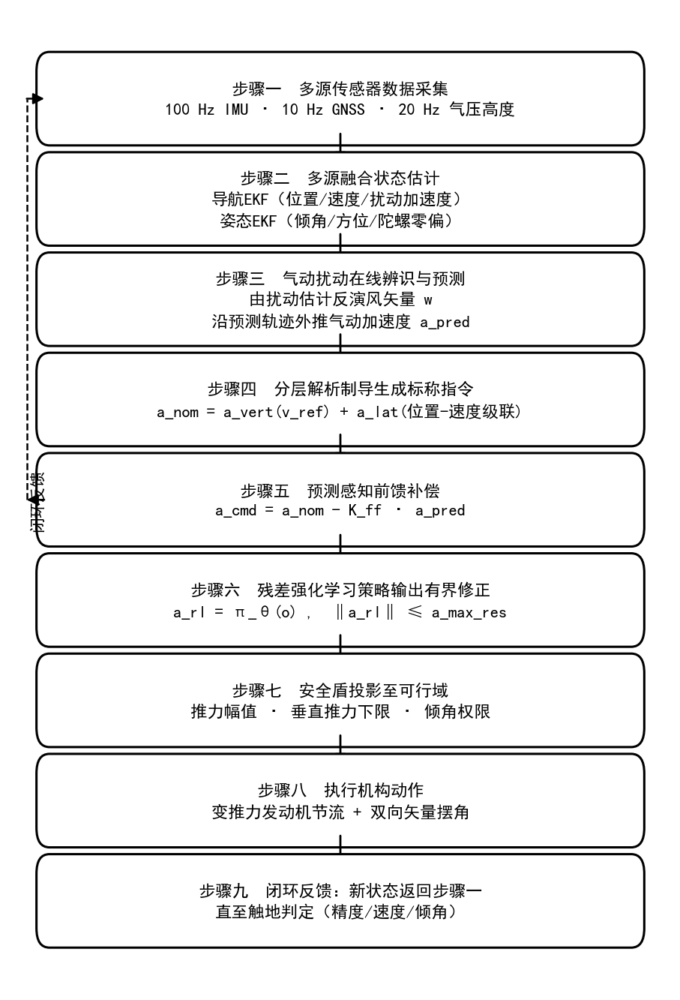 步骤一　多源传感器数据采集
100 Hz IMU · 10 Hz GNSS · 20 Hz 气压高度
步骤二　多源融合状态估计
导航EKF（位置/速度/扰动加速度）
姿态EKF（倾角/方位/陀螺零偏）
步骤三　气动扰动在线辨识与预测
由扰动估计反演风矢量 w
沿预测轨迹外推气动加速度 a_pred
步骤四　分层解析制导生成标称指令
a_nom = a_vert(v_ref) + a_lat(位置−速度级联)
步骤五　预测感知前馈补偿
a_cmd = a_nom − K_ff · a_pred
闭环反馈
步骤六　残差强化学习策略输出有界修正
a_rl = π_θ(o)， ‖a_rl‖ ≤ a_max_res
步骤七　安全盾投影至可行域
推力幅值 · 垂直推力下限 · 倾角权限
步骤八　执行机构动作
变推力发动机节流 + 双向矢量摆角
步骤九　闭环反馈：新状态返回步骤一
直至触地判定（精度/速度/倾角）